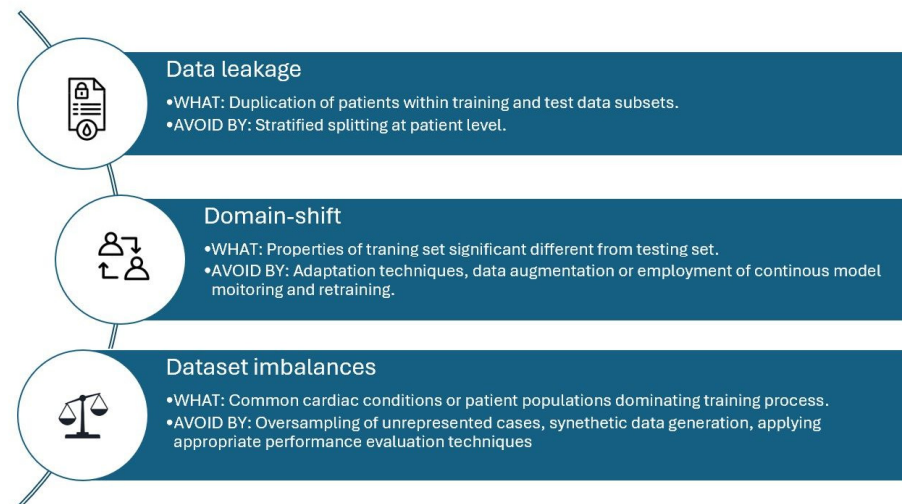 Data leakage
•WHAT: Duplication of patients within training and test data subsets.
•AVOID BY: Stratified splitting at patient level.
Domain-shift
•WHAT: Properties of traning set significant different from testing set.
•AVOID BY: Adaptation techniques, data augmentation or employment of continous model
moitoring and retraining.
Dataset imbalances
•WHAT: Common cardiac conditions or patient populations dominating training process.
•AVOID BY: Oversampling of unrepresented cases, synethetic data generation, applying
appropriate performance evaluation techniques